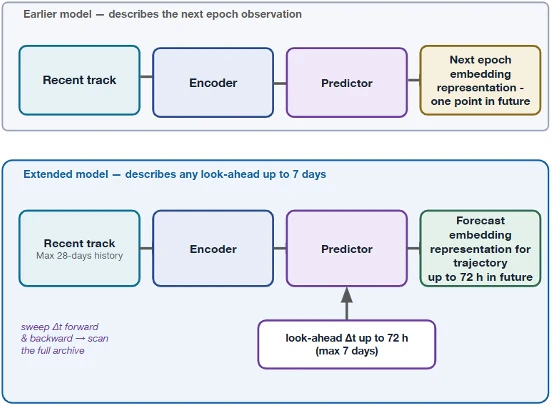 Earlier model — describes the next epoch observation
Recent track
Encoder
Predictor
Next epoch
embedding
representation -
one point in future
Extended model — describes any look-ahead up to 7 days
Recent track
Max 28-days history
Encoder
Predictor
Forecast
embedding
representation for
trajectory
up to 72 h in future
sweep Δt forward
& backward → scan
the full archive
look-ahead Δt up to 72 h
(max 7 days)